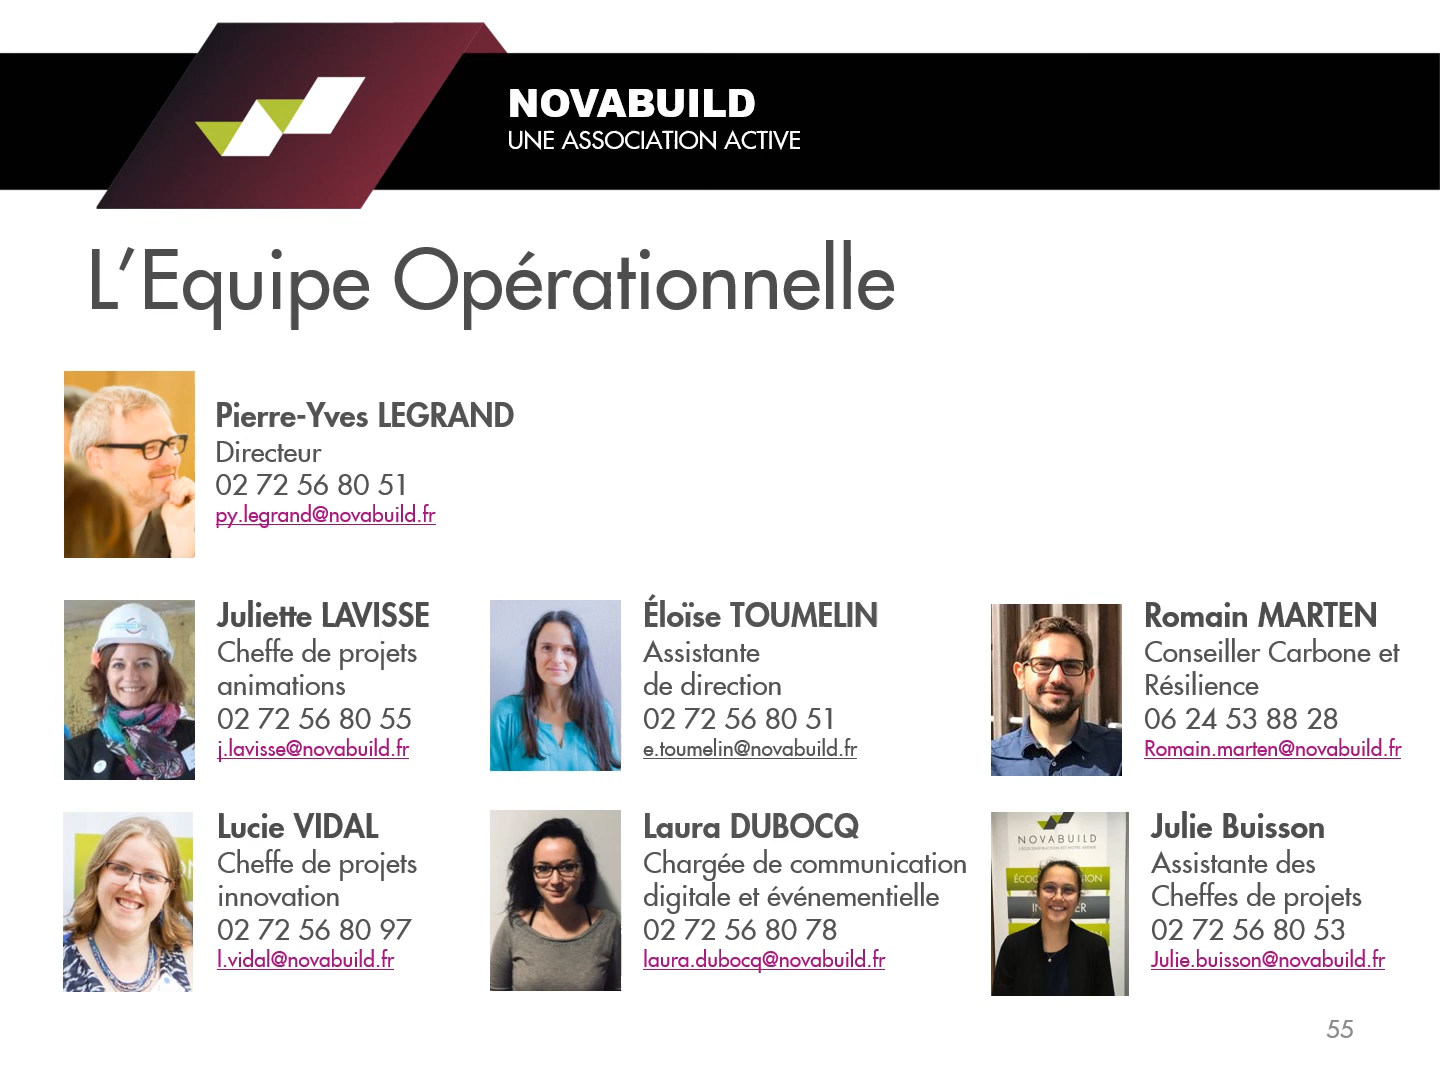 NOVABUILD
UNE ASSOCIATION ACTIVE
L’Equipe Opérationnelle
Pierre-Yves LEGRAND
Directeur
02 72 56 80 51
py.legrand@novabuild.fr
Juliette LAVISSE
Cheffe de projets
animations
02 72 56 80 55
j.lavisse@novabuild.fr
Éloïse TOUMELIN
Assistante
de direction
02 72 56 80 51
e.toumelin@novabuild.fr
Romain MARTEN
Conseiller Carbone et
Résilience
06 24 53 88 28
Romain.marten@novabuild.fr
Lucie VIDAL
Cheffe de projets
innovation
02 72 56 80 97
l.vidal@novabuild.fr
Laura DUBOCQ
Chargée de communication
digitale et événementielle
02 72 56 80 78
laura.dubocq@novabuild.fr
NOVABUILD
Julie Buisson
Assistante des
Cheffes de projets
02 72 56 80 53
Julie.buisson@novabuild.fr
55